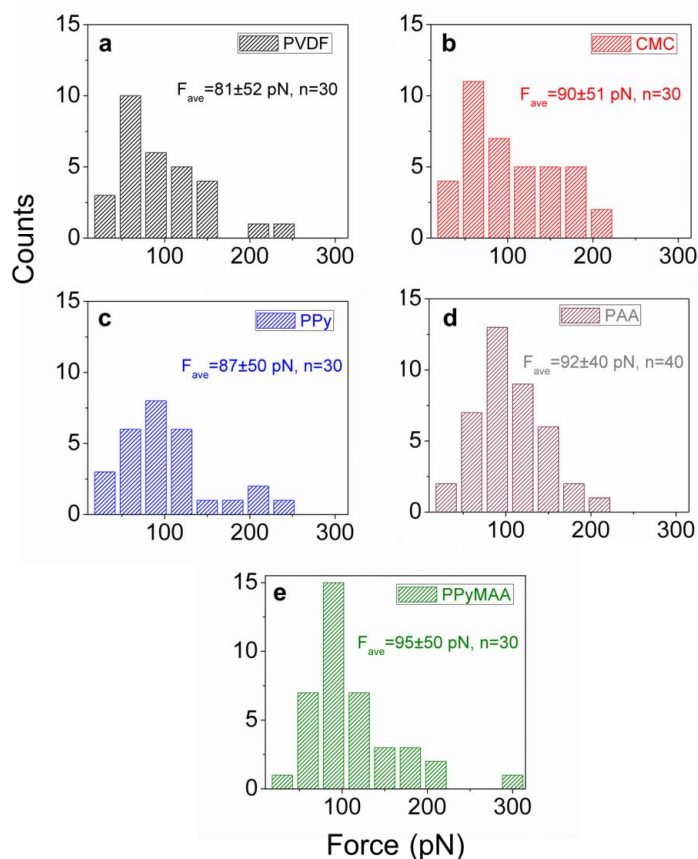 a
PVDF
F_ave=81±52 pN, n=30
15
10
5
0
100
200
300
b
CMC
F_ave=90±51 pN, n=30
15
10
5
0
100
200
300
Counts
c
PPy
F_ave=87±50 pN, n=30
15
10
5
0
100
200
300
d
PAA
F_ave=92±40 pN, n=40
15
10
5
0
100
200
300
e
PPyMAA
F_ave=95±50 pN, n=30
15
10
5
0
100
200
300
Force (pN)